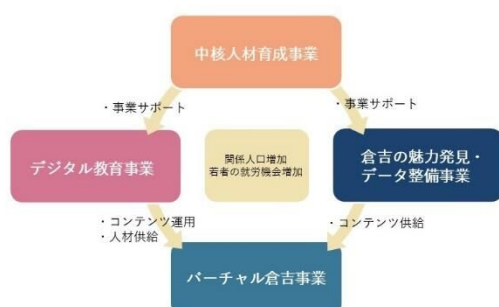 中核人材育成事業
・事業サポート
・事業サポート
デジタル教育事業
関係人口増加
若者の就労機会増加
倉吉の魅力発見・
データ整備事業
・コンテンツ運用
・人材供給
・コンテンツ供給
バーチャル倉吉事業